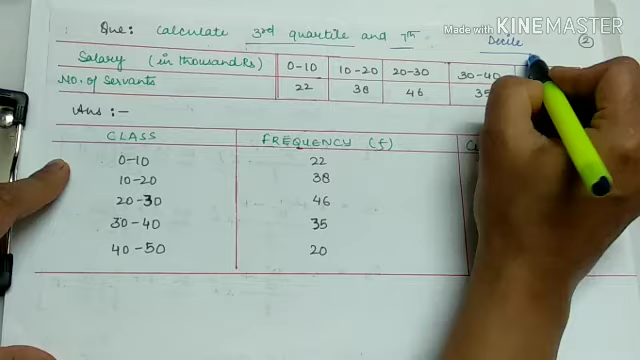 Que: Calculate 3rd quartile and 7th Decile
Made with KINEMASTER
2
Salary (in thousand Rs) 0-10 10-20 20-30 30-40
No. of Servants 22 38 46 35
Ans:-
CLASS FREQUENCY (f)
0-10 22
10-20 38
20-30 46
30-40 35
40-50 20